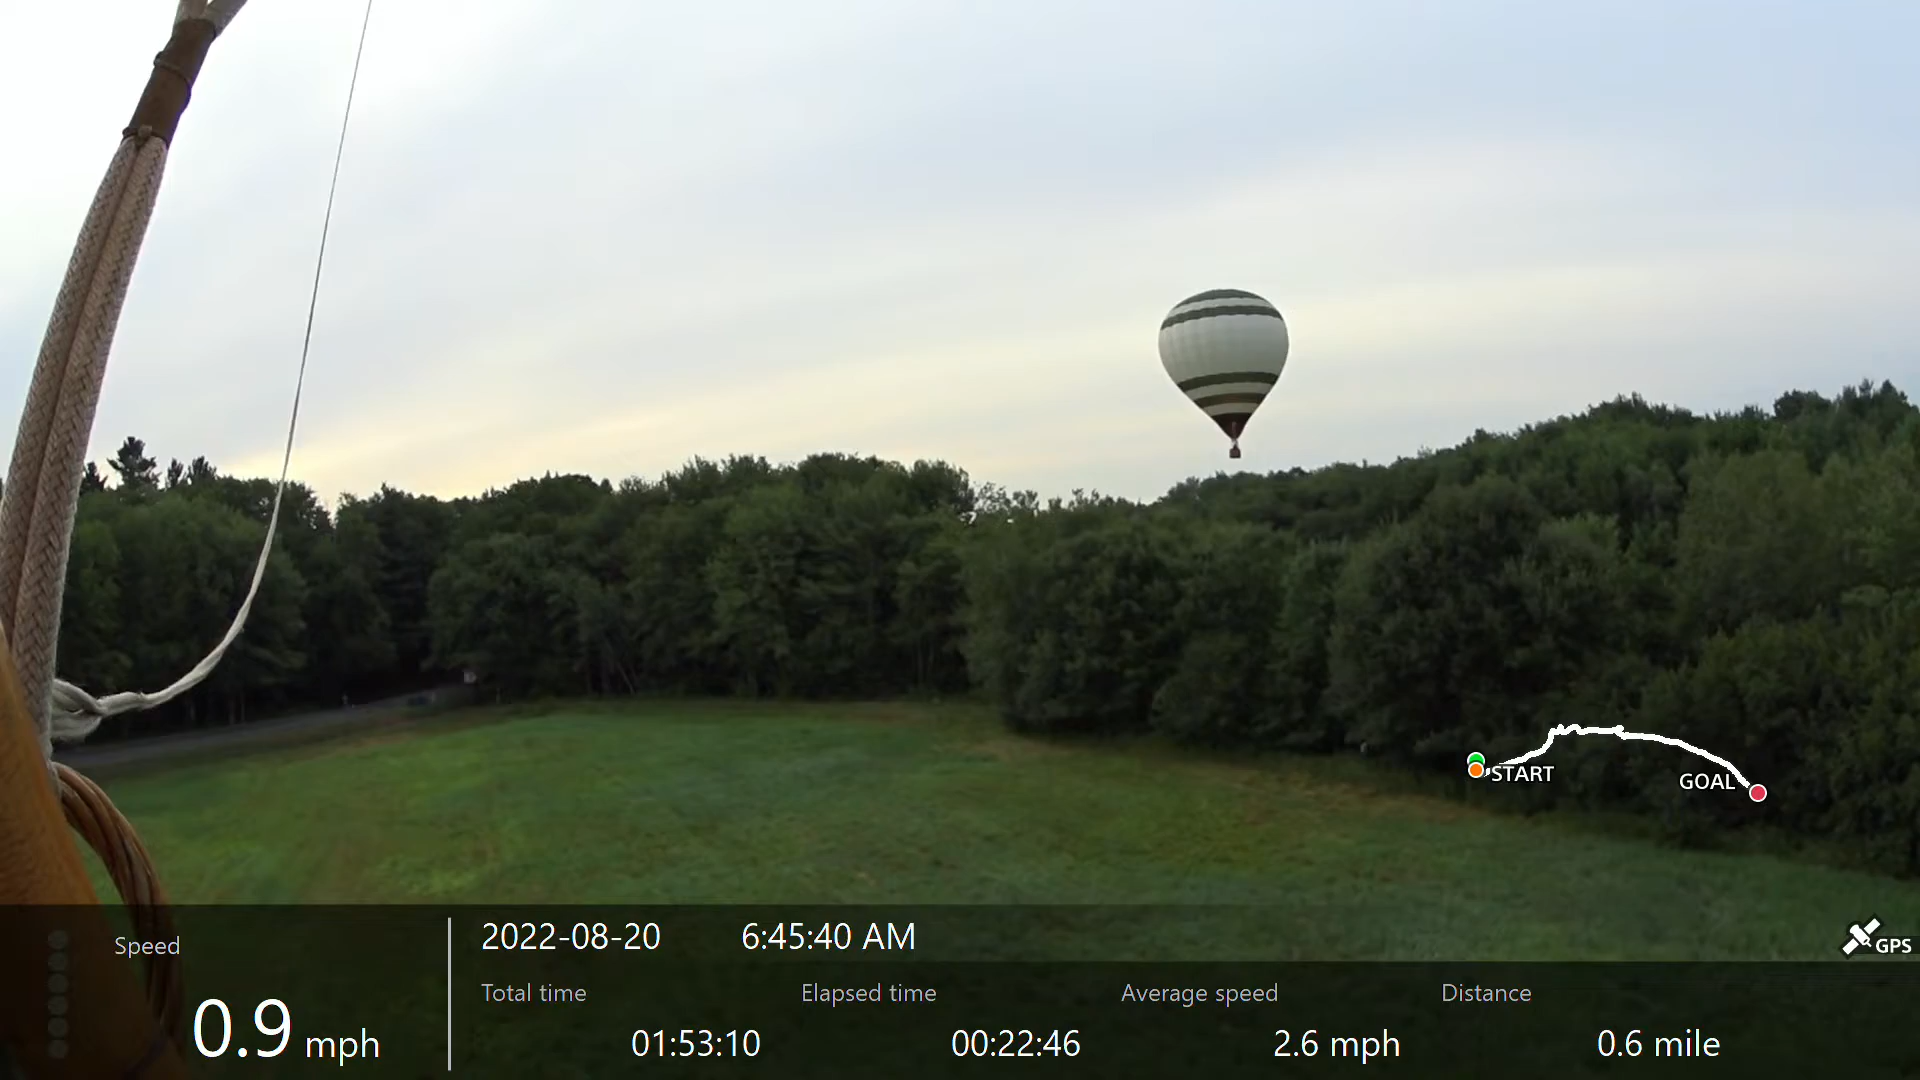 START
GOAL
Speed
0.9 mph
2022-08-20 6:45:40 AM
GPS
Total time Elapsed time Average speed Distance
01:53:10 00:22:46 2.6 mph 0.6 mile